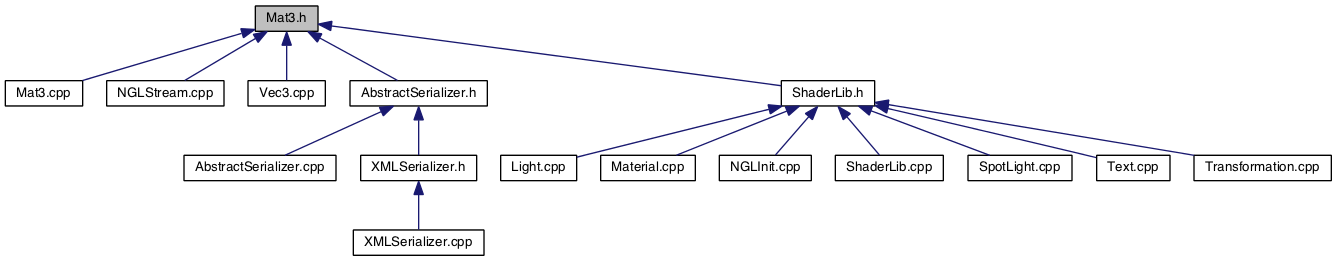 Mat3.h
Mat3.cpp
NGLStream.cpp
Vec3.cpp
AbstractSerializer.h
ShaderLib.h
AbstractSerializer.cpp
XMLSerializer.h
Light.cpp
Material.cpp
NGLInit.cpp
ShaderLib.cpp
SpotLight.cpp
Text.cpp
Transformation.cpp
XMLSerializer.cpp